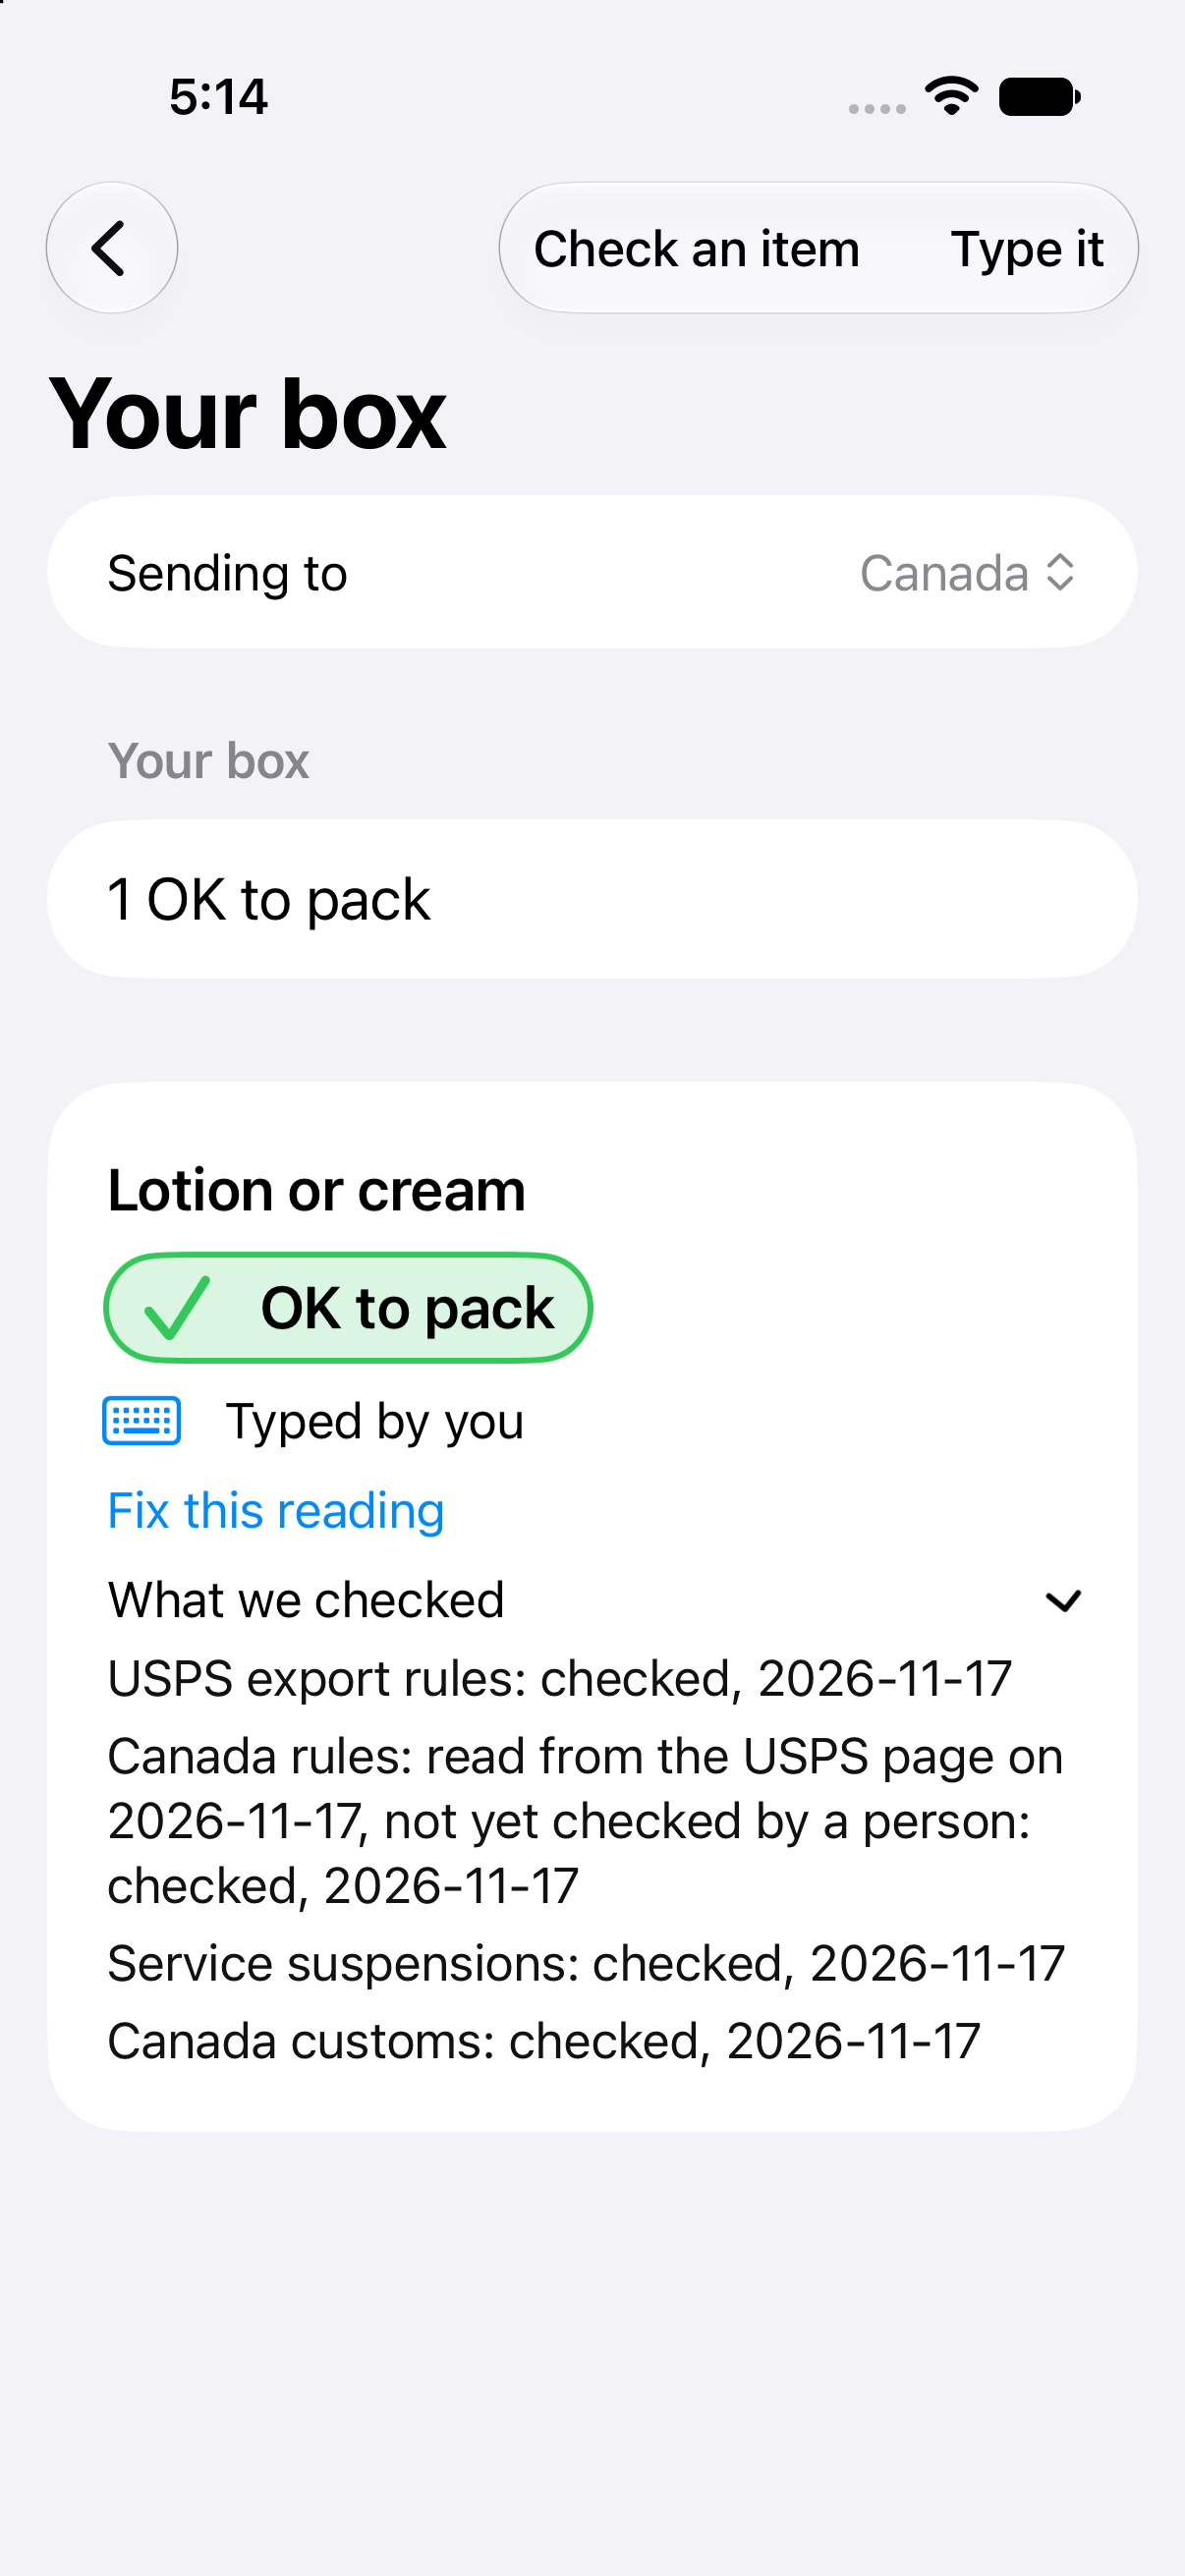 5:14
Check an item Type it
Your box
Sending to Canada
Your box
1 OK to pack
Lotion or cream
OK to pack
Typed by you
Fix this reading
What we checked
USPS export rules: checked, 2026-11-17
Canada rules: read from the USPS page on
2026-11-17, not yet checked by a person:
checked, 2026-11-17
Service suspensions: checked, 2026-11-17
Canada customs: checked, 2026-11-17